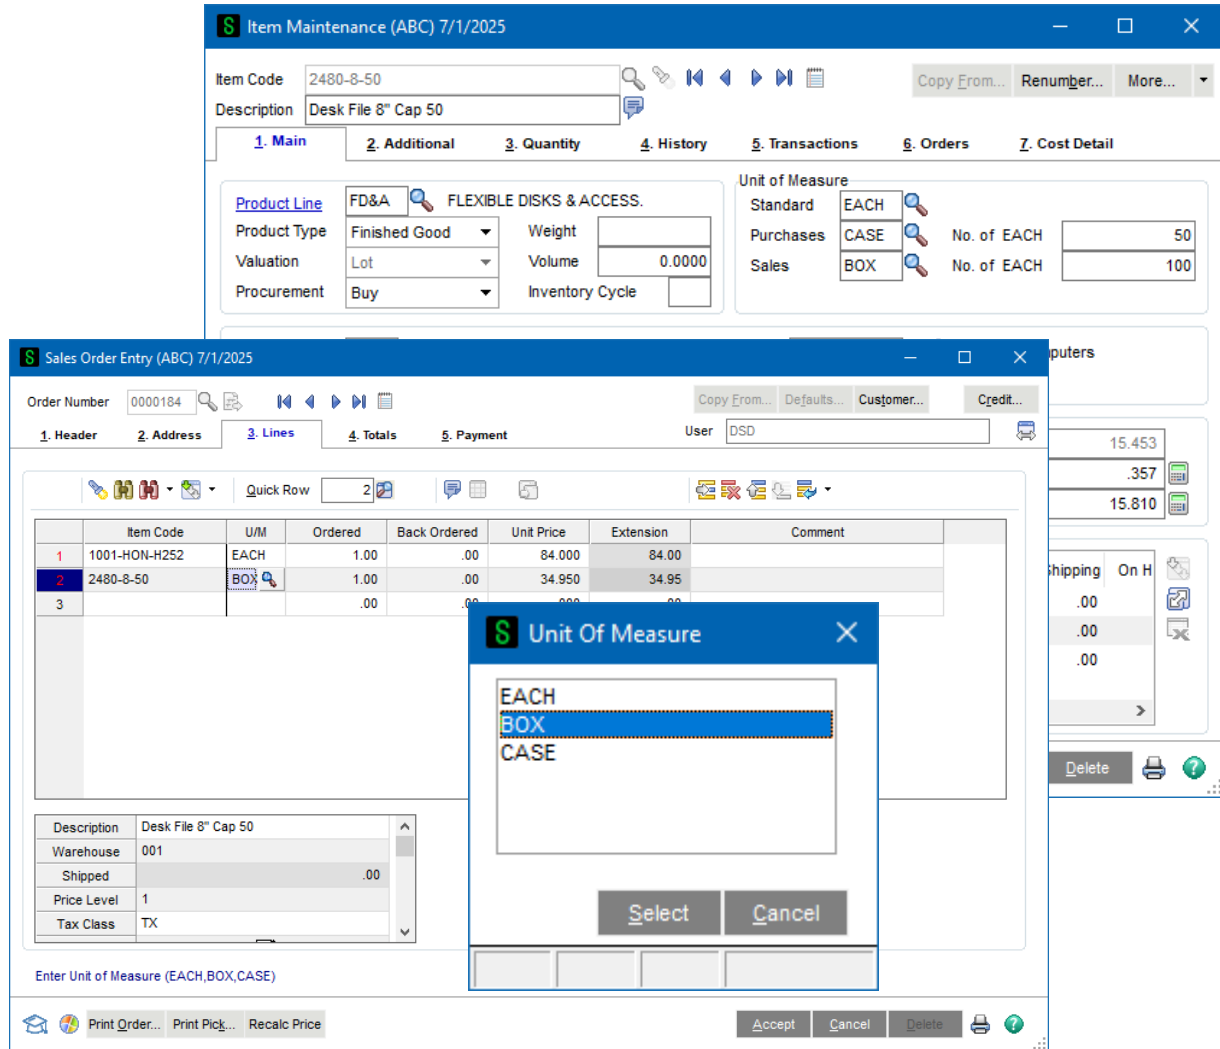 Item Maintenance (ABC) 7/1/2025
Item Code 2480-8-50
Copy From... Renumber... More...
Description Desk File 8" Cap 50
1. Main 2. Additional 3. Quantity 4. History 5. Transactions 6. Orders 7. Cost Detail
Product Line FD&A FLEXIBLE DISKS & ACCESS.
Product Type Finished Good Weight
Valuation Lot Volume 0.0000
Procurement Buy Inventory Cycle
Unit of Measure
Standard EACH
Purchases CASE No. of EACH 50
Sales BOX No. of EACH 100
Sales Order Entry (ABC) 7/1/2025
Order Number 0000184
Copy From... Defaults... Customer... Credit...
1. Header 2. Address 3. Lines 4. Totals 5. Payment
User DSD
Quick Row 2
Item Code U/M Ordered Back Ordered Unit Price Extension Comment
1 1001-HON-H252 EACH 1.00 .00 84.000 84.00
2 2480-8-50 BOX 1.00 .00 34.950 34.95
3 .00
Description Desk File 8" Cap 50
Warehouse 001
Shipped .00
Price Level 1
Tax Class TX
Enter Unit of Measure (EACH,BOX,CASE)
Print Order... Print Pick... Recalc Price
Accept Cancel Delete
Unit Of Measure
EACH
BOX
CASE
Select Cancel
15.453
.357
15.810
On H
.00
.00
.00
Delete